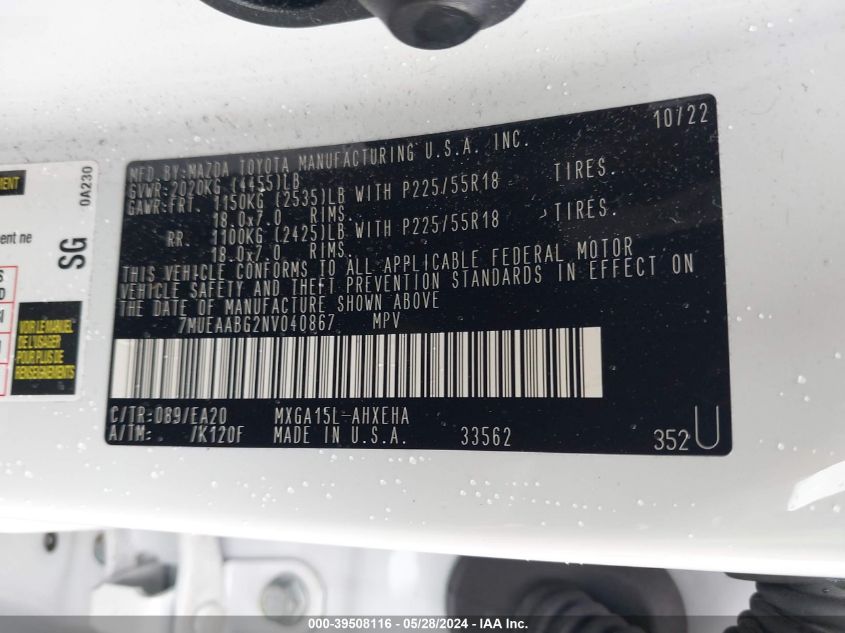 10/22
MFD.BY:MAZDA TOYOTA MANUFACTURING U.S.A. INC.
GVWR:2020KG (4455)LB
GAWR:FRT. 1150KG (2535)LB WITH P225/55R18 TIRES.
18.0x7.0 RIMS.
RR. 1100KG (2425)LB WITH P225/55R18 TIRES.
18.0x7.0 RIMS.
THIS VEHICLE CONFORMS TO ALL APPLICABLE FEDERAL MOTOR
VEHICLE SAFETY AND THEFT PREVENTION STANDARDS IN EFFECT ON
THE DATE OF MANUFACTURE SHOWN ABOVE
7MUEAABG2NV040867 MPV
C/TR:089/EA20 MXGA15L-AHXEHA
A/TM: /K120F MADE IN U.S.A. 33562 352U
0A230
SG
ent ne
VOIR LE MANUEL
DE L'USAGER
POUR PLUS DE
RENSEIGNEMENTS
000-39508116 - 05/28/2024 - IAA Inc.